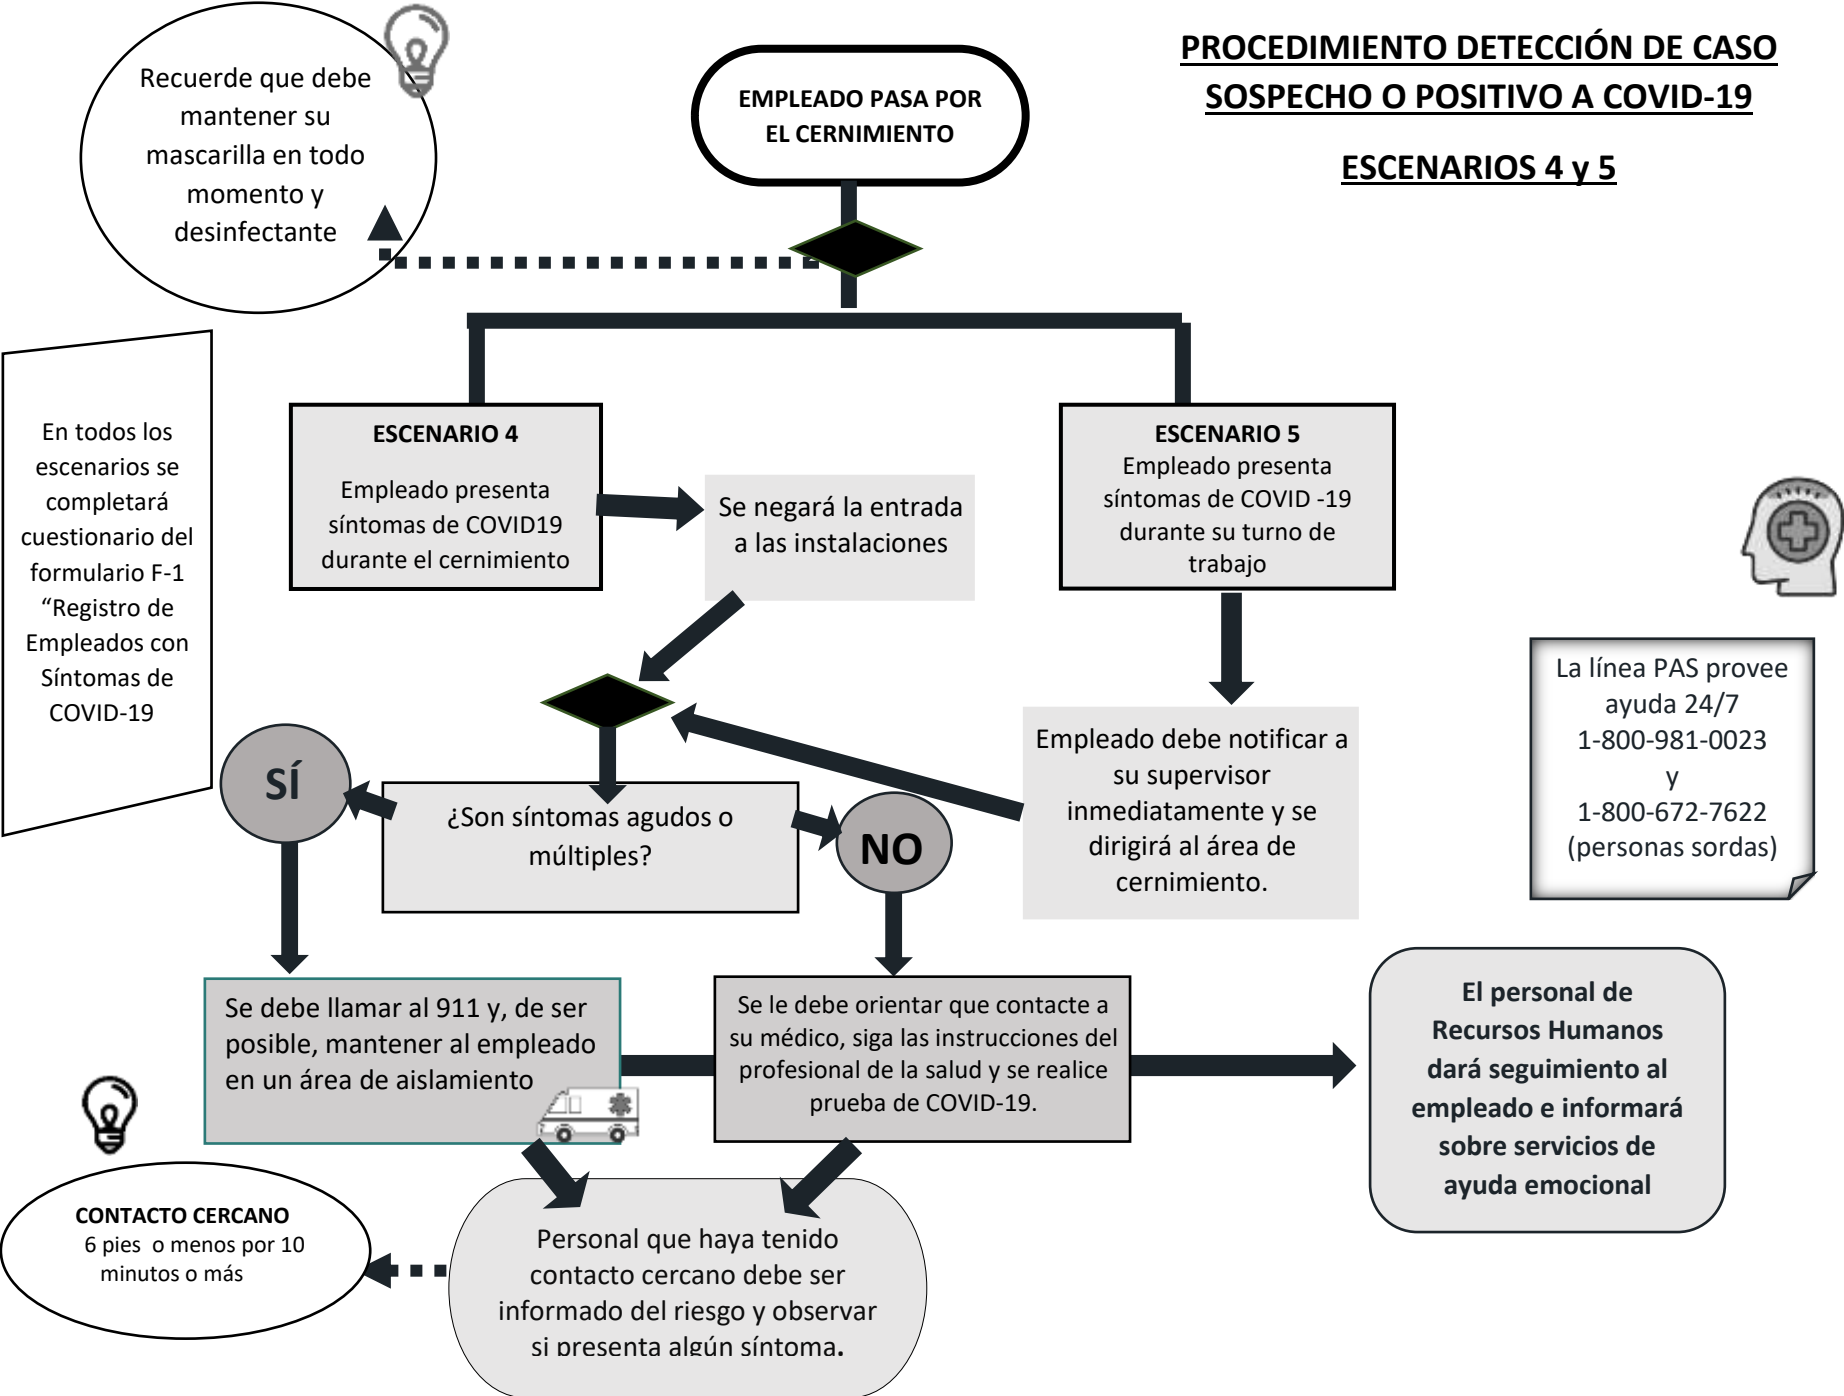 PROCEDIMIENTO DETECCIÓN DE CASO
SOSPECHO O POSITIVO A COVID-19
ESCENARIOS 4 y 5
Recuerde que debe
mantener su
mascarilla en todo
momento y
desinfectante
EMPLEADO PASA POR
EL CERNIMIENTO
En todos los
escenarios se
completará
cuestionario del
formulario F-1
“Registro de
Empleados con
Síntomas de
COVID-19
ESCENARIO 4
Empleado presenta
síntomas de COVID19
durante el cernimiento
Se negará la entrada
a las instalaciones
ESCENARIO 5
Empleado presenta
síntomas de COVID -19
durante su turno de
trabajo
Empleado debe notificar a
su supervisor
inmediatamente y se
dirigirá al área de
cernimiento.
La línea PAS provee
ayuda 24/7
1-800-981-0023
y
1-800-672-7622
(personas sordas)
SÍ
¿Son síntomas agudos o
múltiples?
NO
Se debe llamar al 911 y, de ser
posible, mantener al empleado
en un área de aislamiento
Se le debe orientar que contacte a
su médico, siga las instrucciones del
profesional de la salud y se realice
prueba de COVID-19.
El personal de
Recursos Humanos
dará seguimiento al
empleado e informará
sobre servicios de
ayuda emocional
CONTACTO CERCANO
6 pies o menos por 10
minutos o más
Personal que haya tenido
contacto cercano debe ser
informado del riesgo y observar
si presenta algún síntoma.